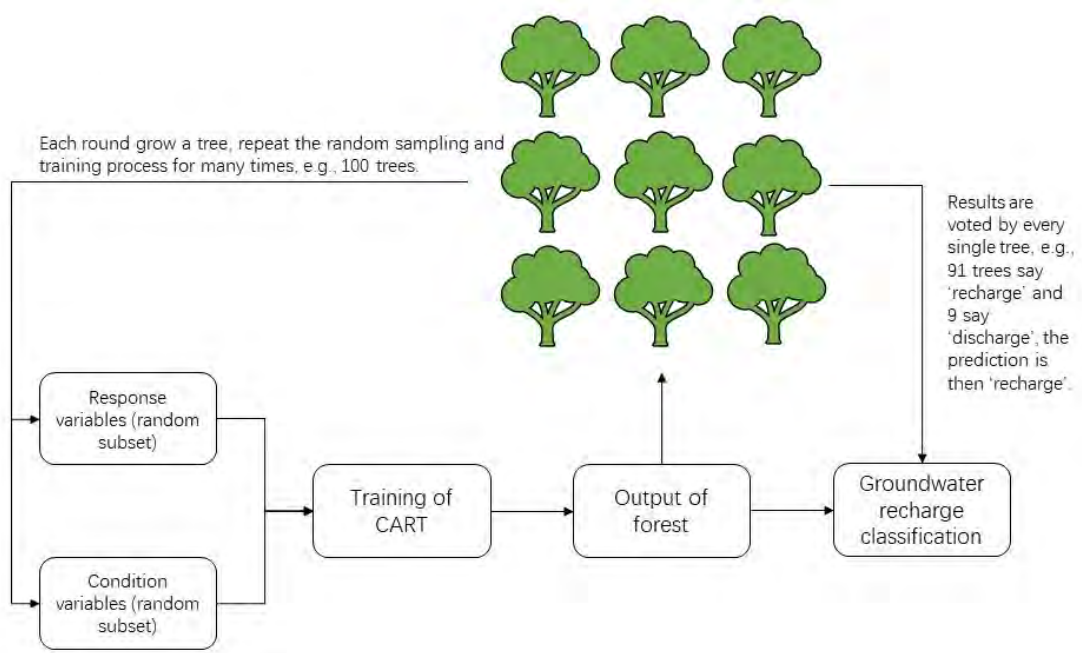 Each round grow a tree, repeat the random sampling and
training process for many times, e.g., 100 trees.
Results are
voted by every
single tree, e.g.,
91 trees say
‘recharge’ and
9 say
‘discharge’, the
prediction is
then ‘recharge’.
Response
variables (random
subset)
Training of
CART
Output of
forest
Groundwater
recharge
classification
Condition
variables (random
subset)